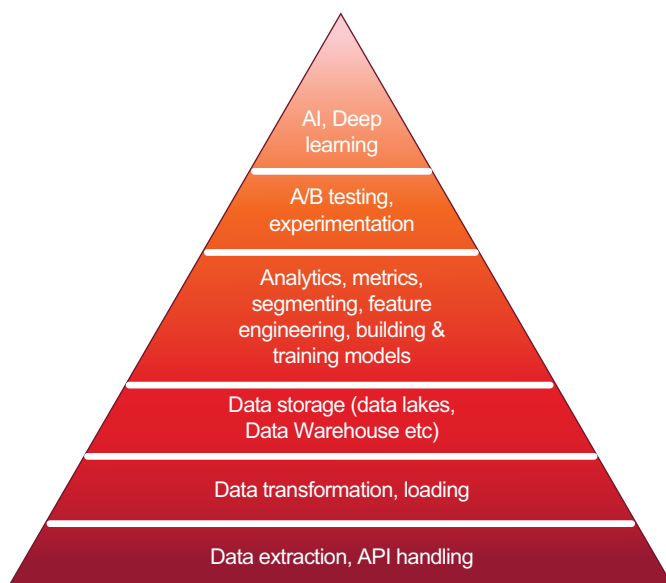 AI, Deep
learning
A/B testing,
experimentation
Analytics, metrics,
segmenting, feature
engineering, building &
training models
Data storage (data lakes,
Data Warehouse etc)
Data transformation, loading
Data extraction, API handling